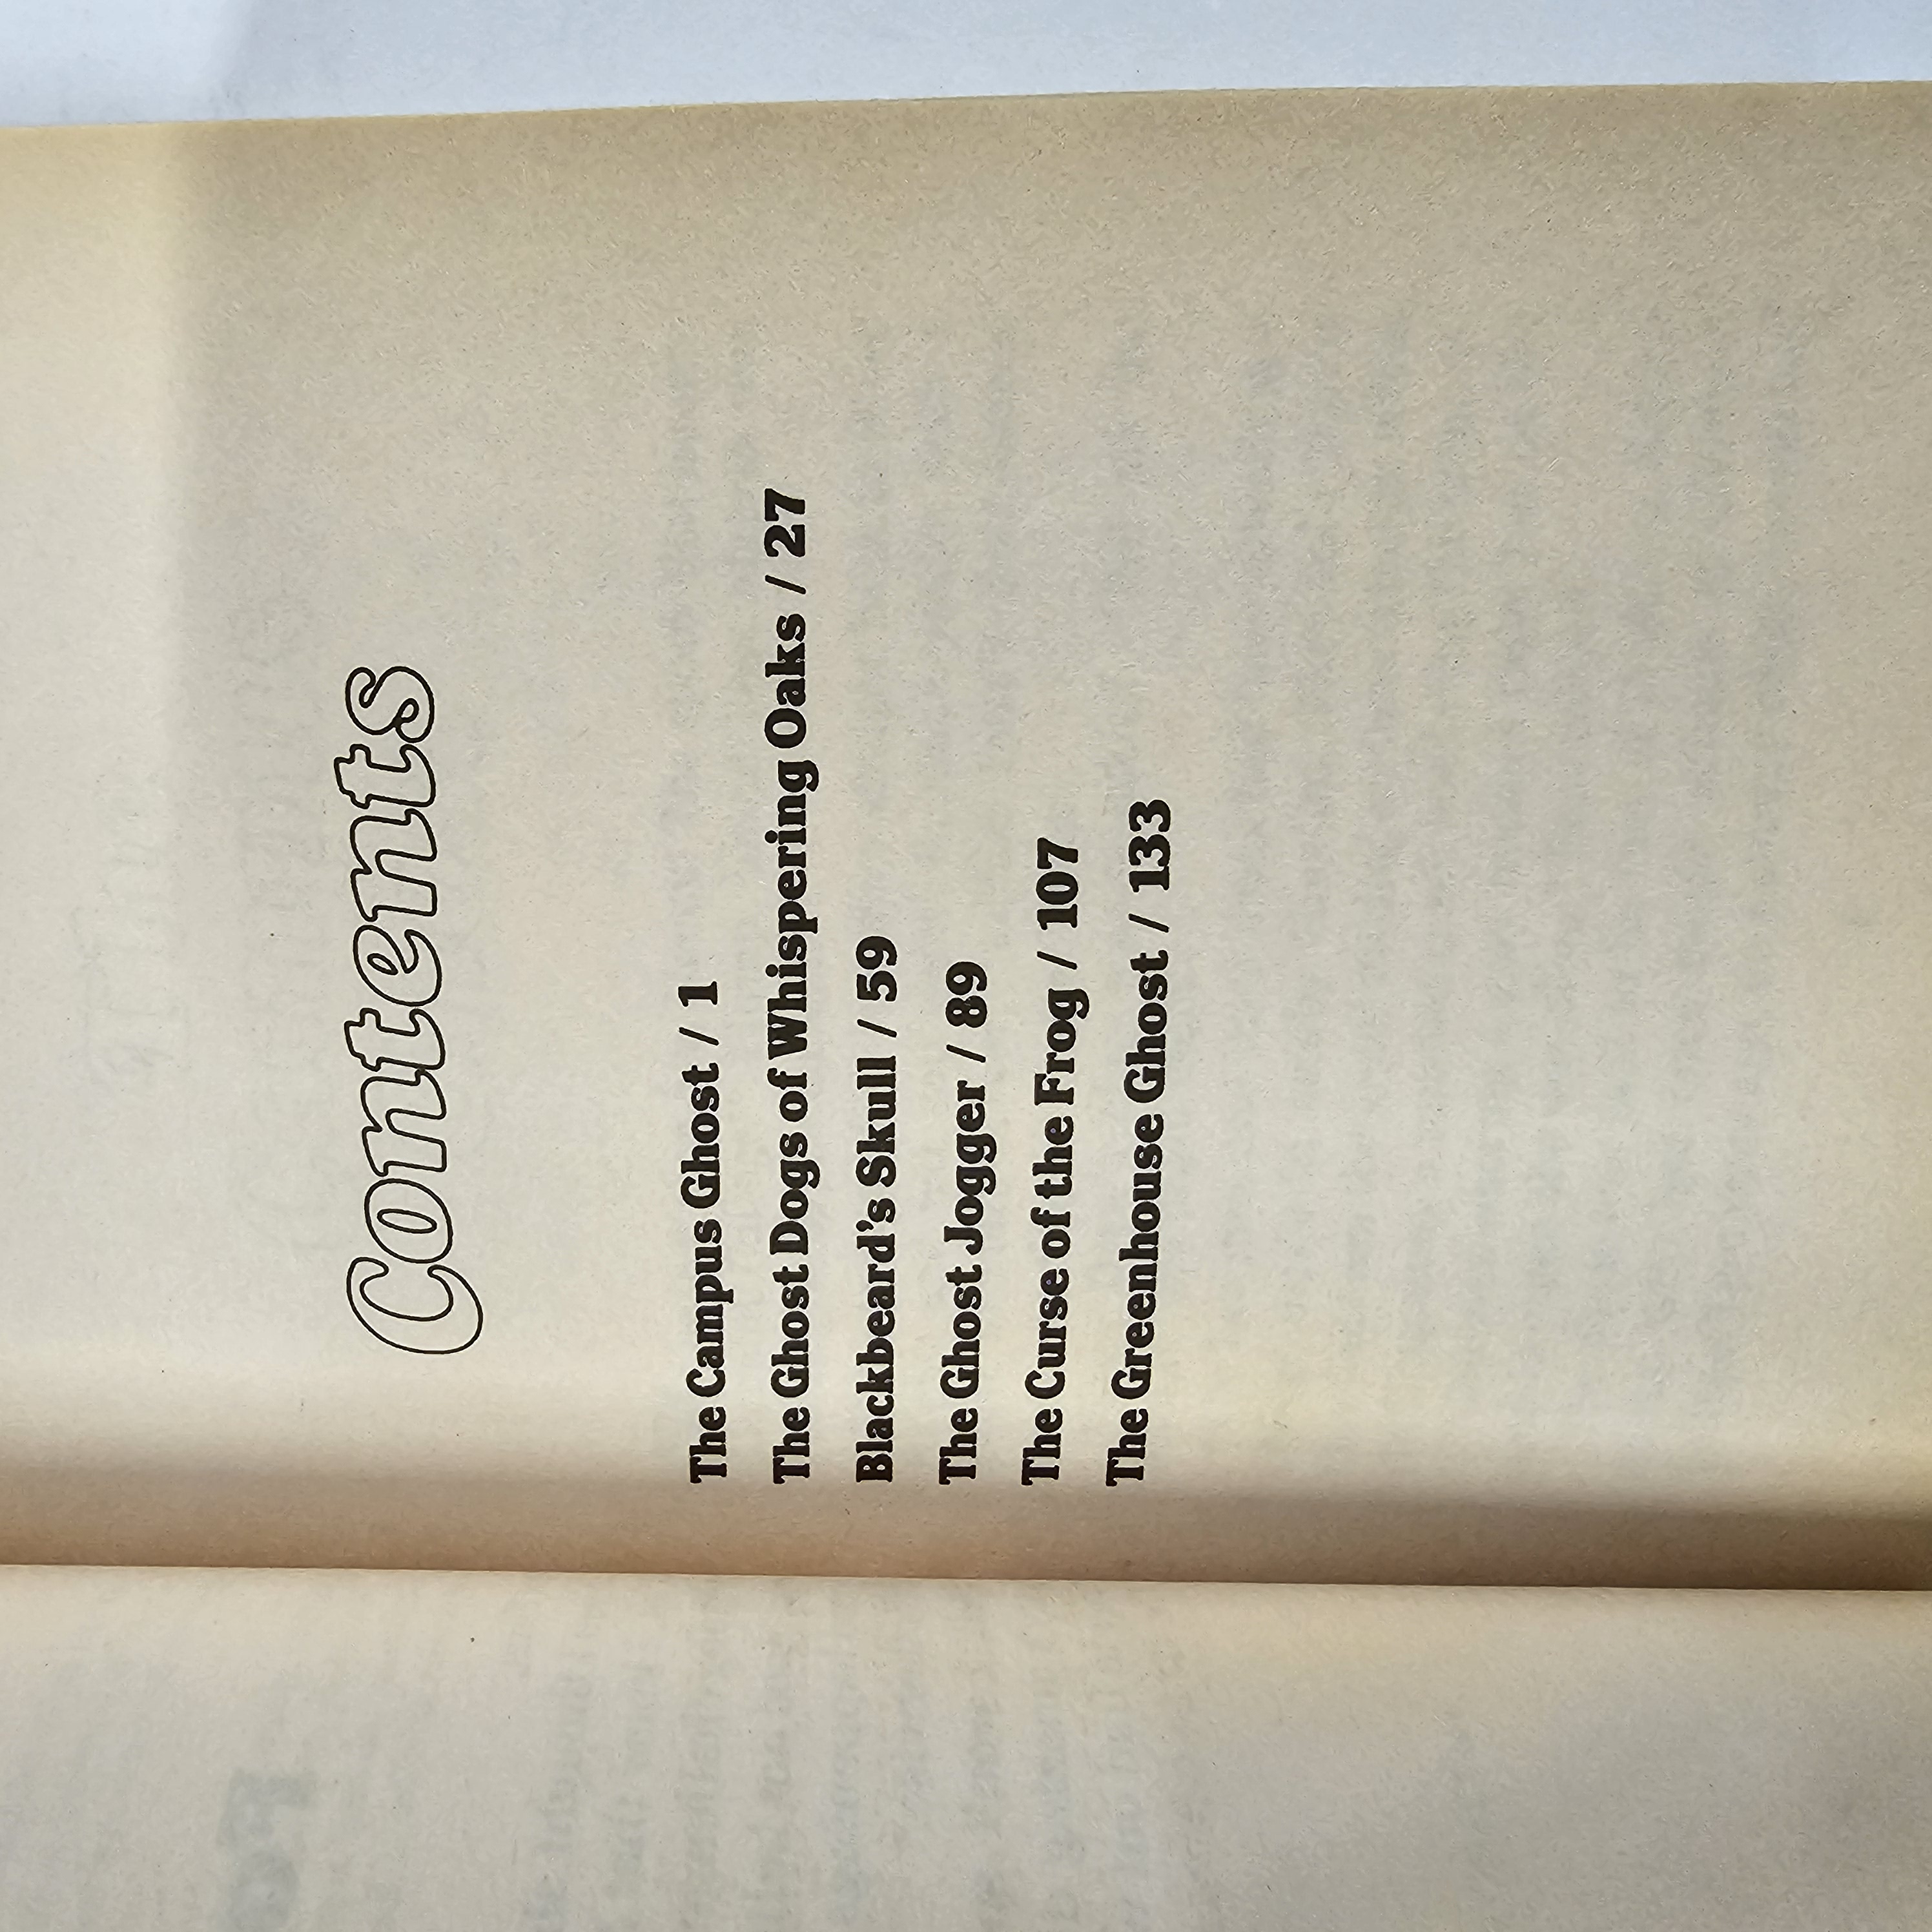 Contents
The Campus Ghost / 1
The Ghost Dogs of Whispering Oaks / 27
Blackbeard's Skull / 59
The Ghost Jogger / 89
The Curse of the Frog / 107
The Greenhouse Ghost / 133